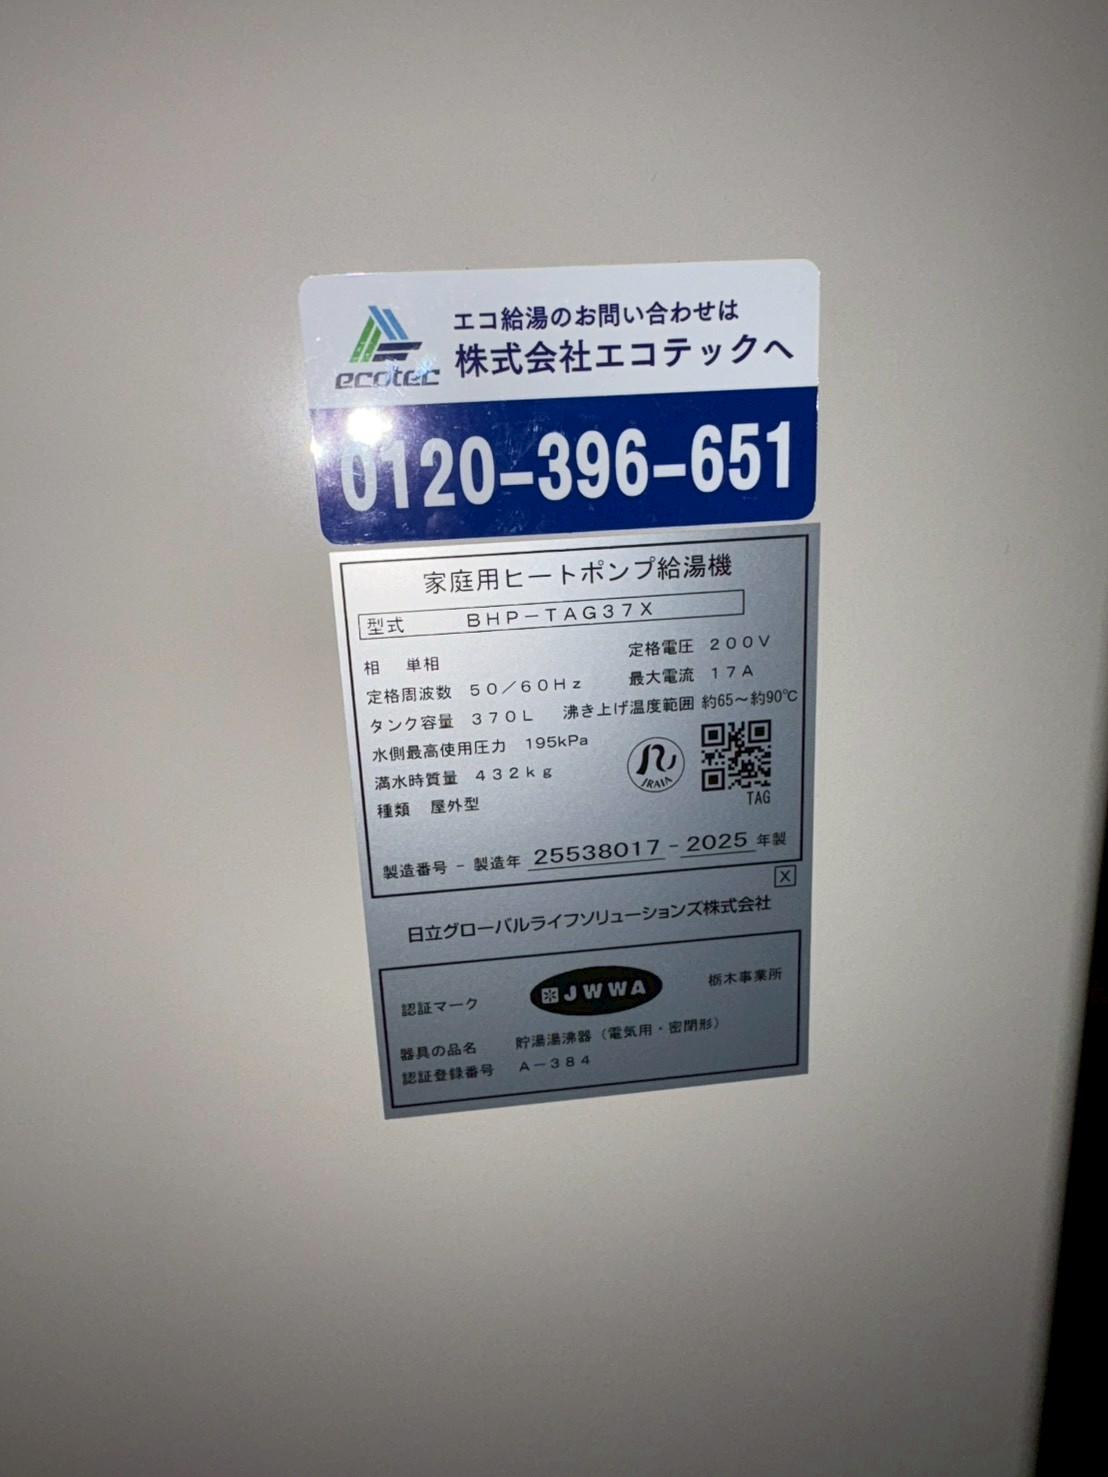 ecotec
エコ給湯のお問い合わせは
株式会社エコテックへ
0120-396-651
家庭用ヒートポンプ給湯機
型式 BHP-TAG37X
相 単相 定格電圧 200V
定格周波数 50/60Hz 最大電流 17A
タンク容量 370L 沸き上げ温度範囲 約65~約90℃
水側最高使用圧力 195kPa
満水時質量 432kg
JRAIA
TAG
種類 屋外型
製造番号 - 製造年 25538017-2025年製
X
日立グローバルライフソリューションズ株式会社
認証マーク JWWA 栃木事業所
器具の品名 貯湯湯沸器(電気用・密閉形)
認証登録番号 A-384